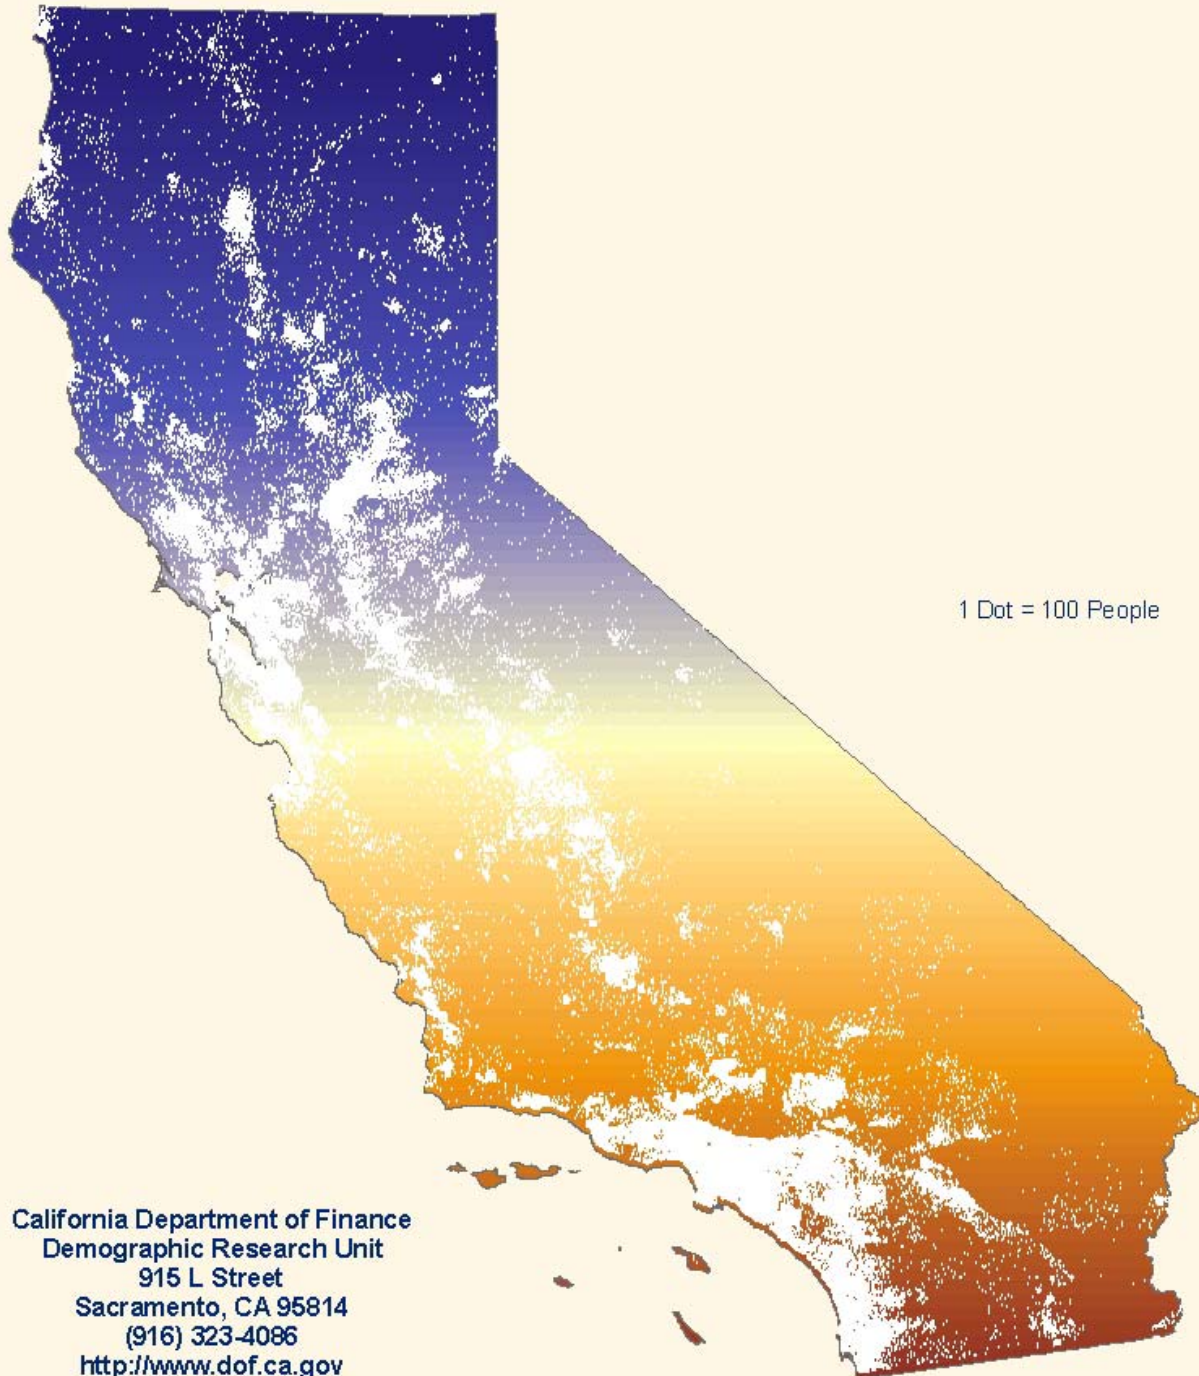 1 Dot = 100 People
California Department of Finance
Demographic Research Unit
915 L Street
Sacramento, CA 95814
(916) 323-4086
http://www.dof.ca.gov